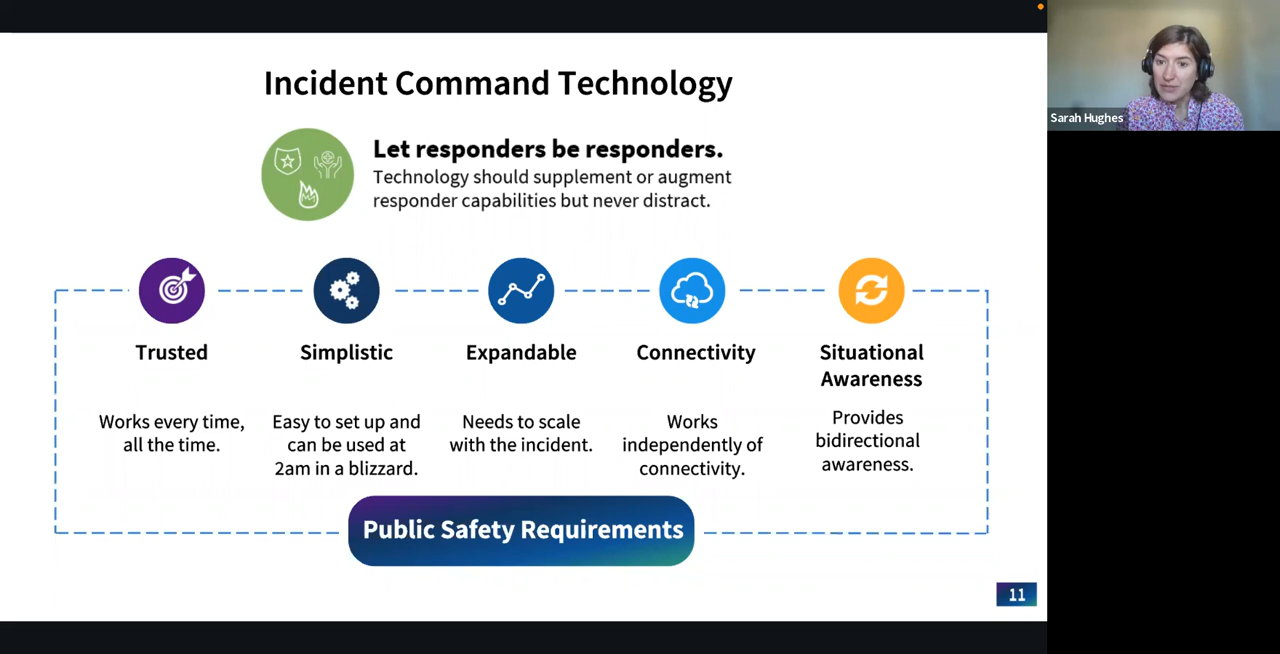 Incident Command Technology
Let responders be responders.
Technology should supplement or augment
responder capabilities but never distract.
Trusted
Works every time,
all the time.
Simplistic
Easy to set up and
can be used at
2am in a blizzard.
Expandable
Needs to scale
with the incident.
Connectivity
Works
independently of
connectivity.
Situational
Awareness
Provides
bidirectional
awareness.
Public Safety Requirements
11
Sarah Hughes